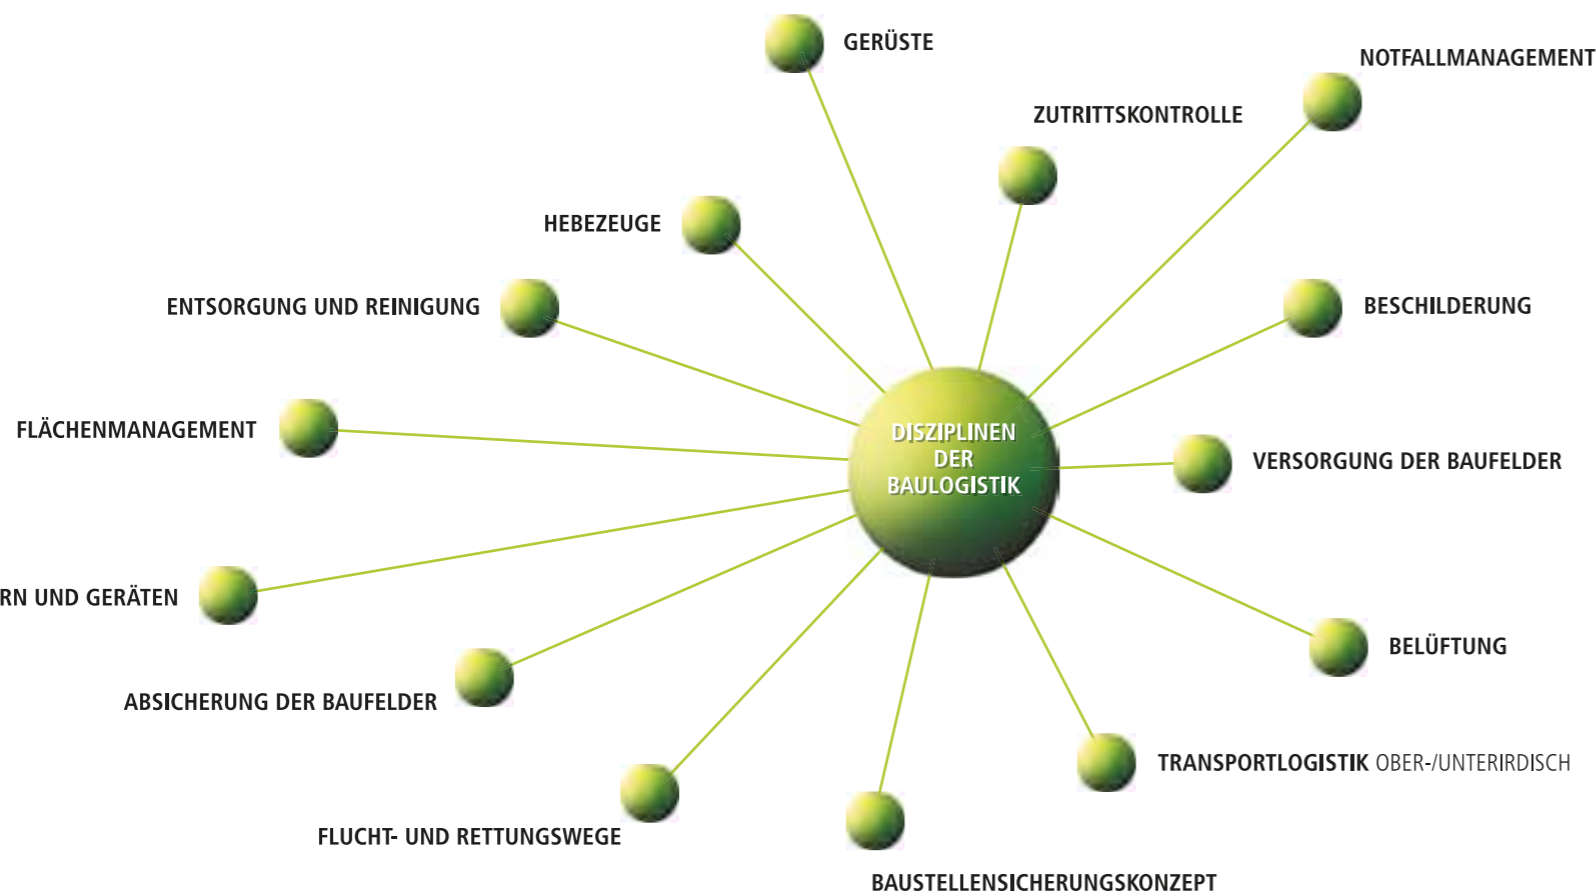 GERÜSTE
NOTFALLMANAGEMENT
ZUTRITTSKONTROLLE
HEBEZEUGE
ENTSORGUNG UND REINIGUNG
BESCHILDERUNG
FLÄCHENMANAGEMENT
DISZIPLINEN
DER
BAULOGISTIK
VERSORGUNG DER BAUFELDER
UND GERÄTEN
BELÜFTUNG
ABSICHERUNG DER BAUFELDER
TRANSPORTLOGISTIK OBER-/UNTERIRDISCH
FLUCHT- UND RETTUNGSWEGE
BAUSTELLENSICHERUNGSKONZEPT